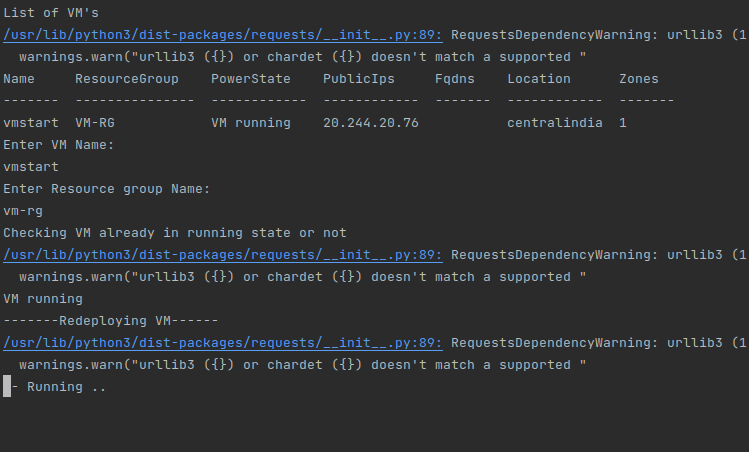 List of VM's
/usr/lib/python3/dist-packages/requests/__init__.py:89: RequestsDependencyWarning: urllib3 (1
  warnings.warn("urllib3 ({}) or chardet ({}) doesn't match a supported "
Name     ResourceGroup    PowerState    PublicIps     Fqdns    Location      Zones
-------  ---------------  ------------  ------------  -------  ------------  -------
vmstart  VM-RG            VM running    20.244.20.76           centralindia  1
Enter VM Name:
vmstart
Enter Resource group Name:
vm-rg
Checking VM already in running state or not
/usr/lib/python3/dist-packages/requests/__init__.py:89: RequestsDependencyWarning: urllib3 (1
  warnings.warn("urllib3 ({}) or chardet ({}) doesn't match a supported "
VM running
-------Redeploying VM------
/usr/lib/python3/dist-packages/requests/__init__.py:89: RequestsDependencyWarning: urllib3 (1
  warnings.warn("urllib3 ({}) or chardet ({}) doesn't match a supported "
 - Running ..